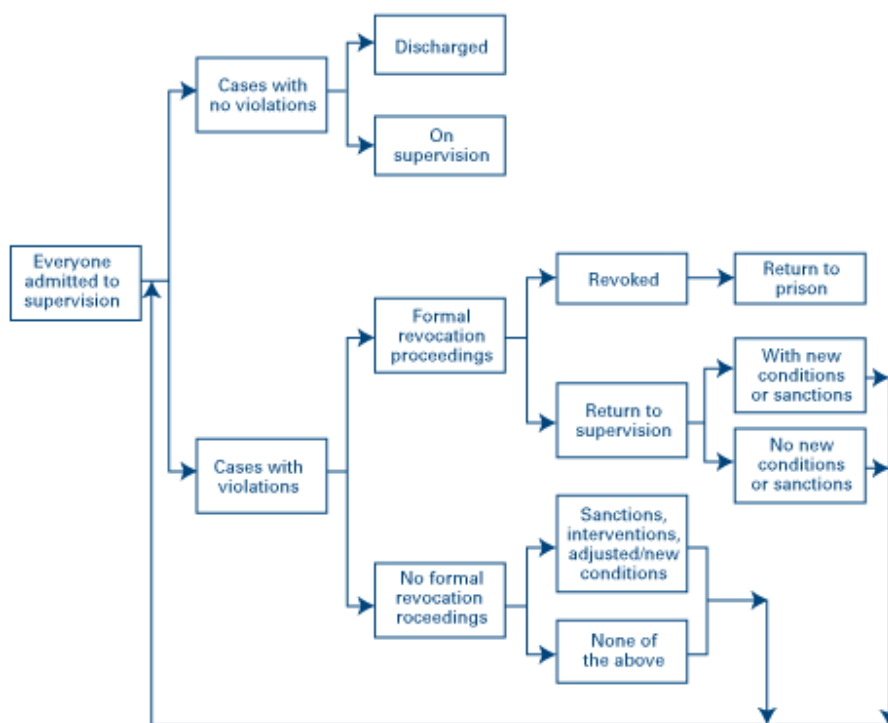 Discharged
Cases with
no violations
On
supervision
Everyone
admitted to
supervision
Revoked
Return to
prison
Formal
revocation
proceedings
With new
conditions
or sanctions
Return to
supervision
No new
conditions
or sanctions
Cases with
violations
Sanctions,
interventions,
adjusted/new
conditions
No formal
revocation
roceedings
None of
the above